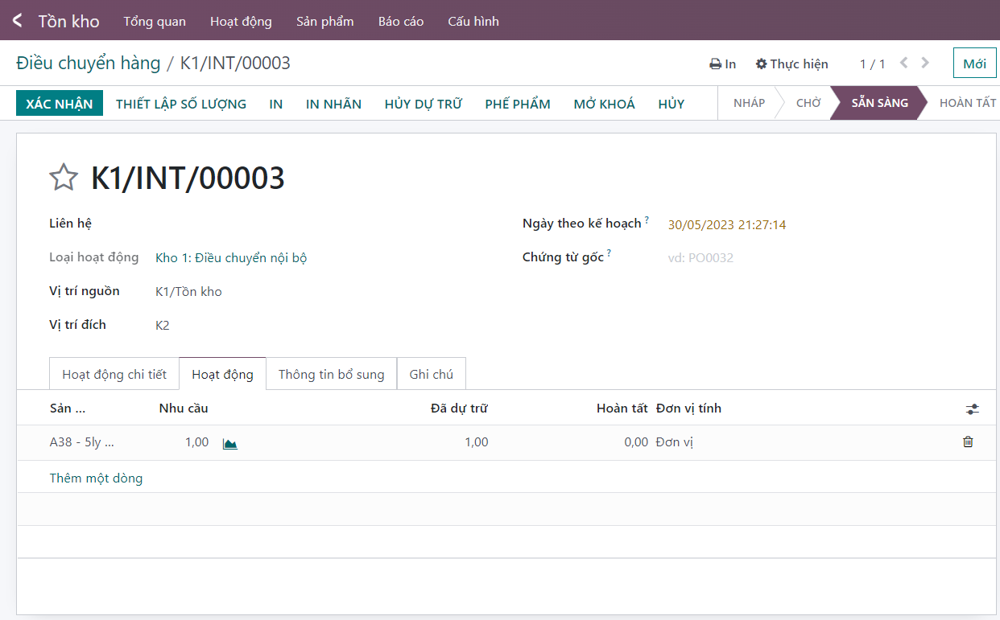 Tồn kho Tổng quan Hoạt động Sản phẩm Báo cáo Cấu hình
Điều chuyển hàng / K1/INT/00003 In Thực hiện 1 / 1 Mới
XÁC NHẬN THIẾT LẬP SỐ LƯỢNG IN IN NHÃN HỦY DỰ TRỮ PHẾ PHẨM MỞ KHOÁ HỦY NHÁP CHỜ SẴN SÀNG HOÀN TẤT
K1/INT/00003
Liên hệ Ngày theo kế hoạch ? 30/05/2023 21:27:14
Loại hoạt động Kho 1: Điều chuyển nội bộ Chứng từ gốc ? vd: PO0032
Vị trí nguồn K1/Tồn kho
Vị trí đích K2
Hoạt động chi tiết Hoạt động Thông tin bổ sung Ghi chú
Sản ... Nhu cầu Đã dự trữ Hoàn tất Đơn vị tính
A38 - 5ly ... 1,00 1,00 0,00 Đơn vị
Thêm một dòng